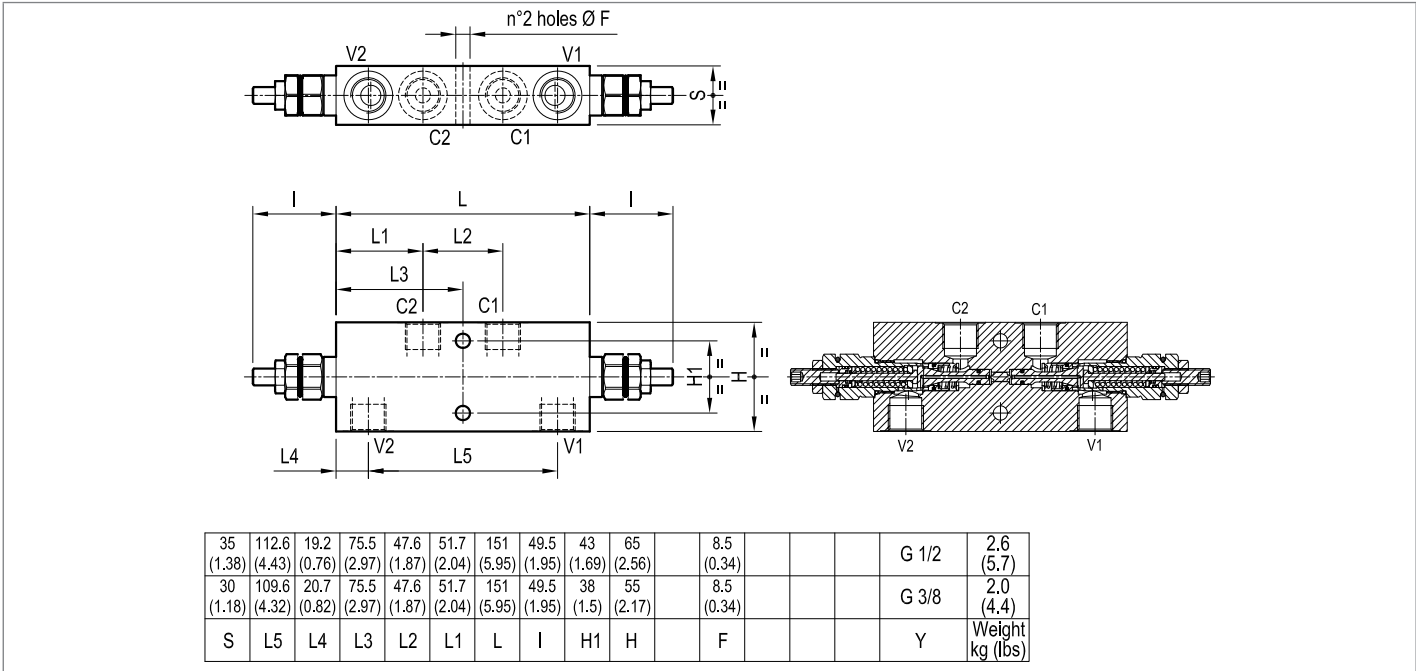 n°2 holes Ø F
V2 V1
S = =
C2 C1
I L I
L1 L2
L3
C2 C1
H1 = =
H = =
V2 V1
L4 L5
C2 C1
V2 V1
35 112.6 19.2 75.5 47.6 51.7 151 49.5 43 65 8.5 G 1/2 2.6
(1.38) (4.43) (0.76) (2.97) (1.87) (2.04) (5.95) (1.95) (1.69) (2.56) (0.34) (5.7)
30 109.6 20.7 75.5 47.6 51.7 151 49.5 38 55 8.5 G 3/8 2.0
(1.18) (4.32) (0.82) (2.97) (1.87) (2.04) (5.95) (1.95) (1.5) (2.17) (0.34) (4.4)
S L5 L4 L3 L2 L1 L I H1 H F Y Weight
kg (lbs)